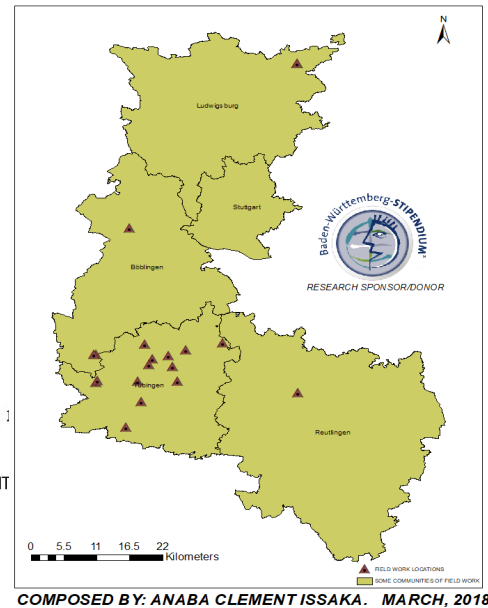 N
Ludwigsburg
Stuttgart
Baden-Württemberg-STIPENDIUM
RESEARCH SPONSOR/DONOR
Böblingen
Tübingen
Reutlingen
0 5.5 11 16.5 22
Kilometers
FIELD WORK LOCATIONS
SOME COMMUNITIES OF FIELD WORK
COMPOSED BY: ANABA CLEMENT ISSAKA. MARCH, 2018